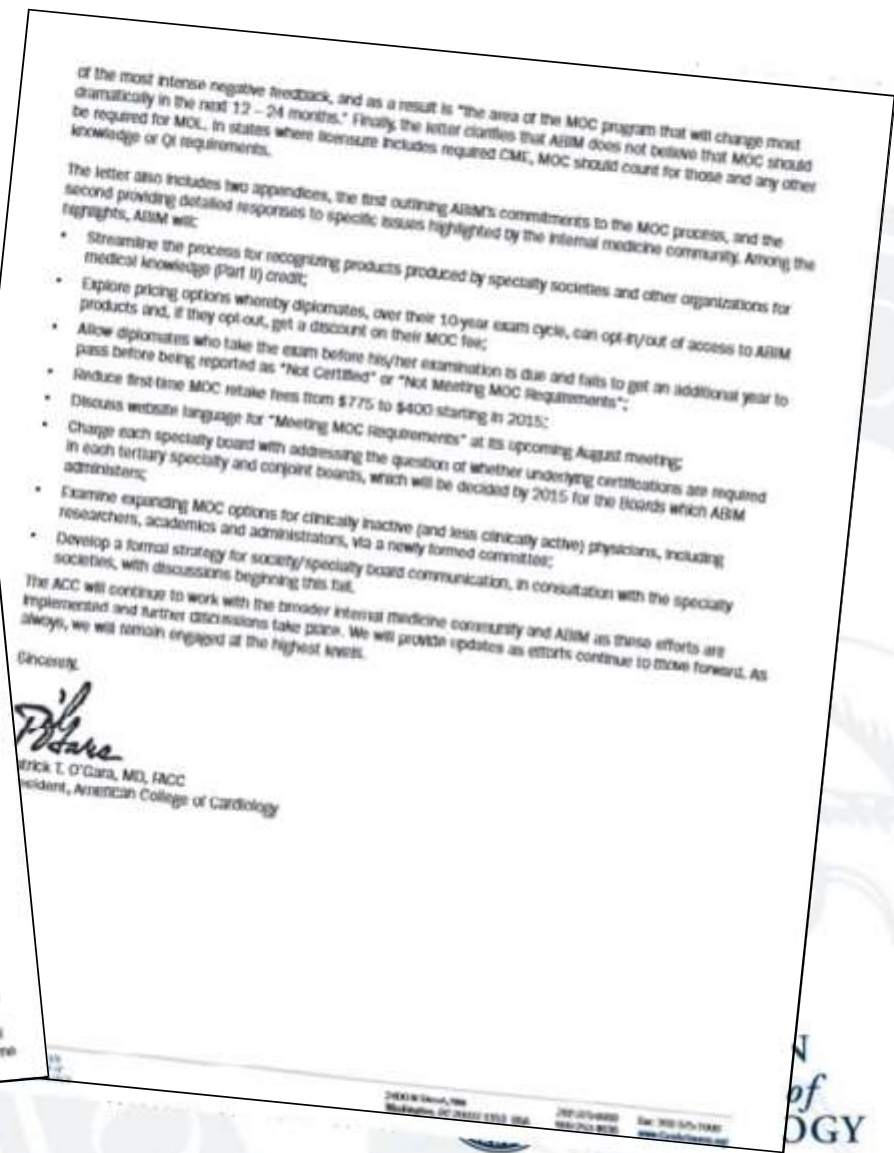 of the most intense negative feedback, and as a result is "the area of the MOC program that will change most
dramatically in the next 12 – 24 months." Finally, the letter clarifies that ABIM does not believe that MOC should
be required for MOL. In states where licensure includes required CME, MOC should count for those and any other
knowledge or QI requirements.
The letter also includes two appendices, the first outlining ABIM's commitments to the MOC process, and the
second providing detailed responses to specific issues highlighted by the internal medicine community. Among the
highlights, ABIM will:
• Streamline the process for recognizing products produced by specialty societies and other organizations for
medical knowledge (Part II) credit;
• Explore pricing options whereby diplomates, over their 10-year exam cycle, can opt-in/out of access to ABIM
products and, if they opt-out, get a discount on their MOC fee;
• Allow diplomates who take the exam before his/her examination is due and fails to get an additional year to
pass before being reported as "Not Certified" or "Not Meeting MOC Requirements";
• Reduce first-time MOC retake fees from $775 to $400 starting in 2015;
• Discuss website language for "Meeting MOC Requirements" at its upcoming August meeting;
• Charge each specialty board with addressing the question of whether underlying certifications are required
in each tertiary specialty and conjoint boards, which will be decided by 2015 for the Boards which ABIM
administers;
• Examine expanding MOC options for clinically inactive (and less clinically active) physicians, including
researchers, academics and administrators, via a newly formed committee;
• Develop a formal strategy for society/specialty board communication, in consultation with the specialty
societies, with discussions beginning this fall.
The ACC will continue to work with the broader internal medicine community and ABIM as these efforts are
implemented and further discussions take place. We will provide updates as efforts continue to move forward. As
always, we will remain engaged at the highest levels.
Sincerely,
trick T. O'Gara, MD, FACC
sident, American College of Cardiology
N
of
OGY